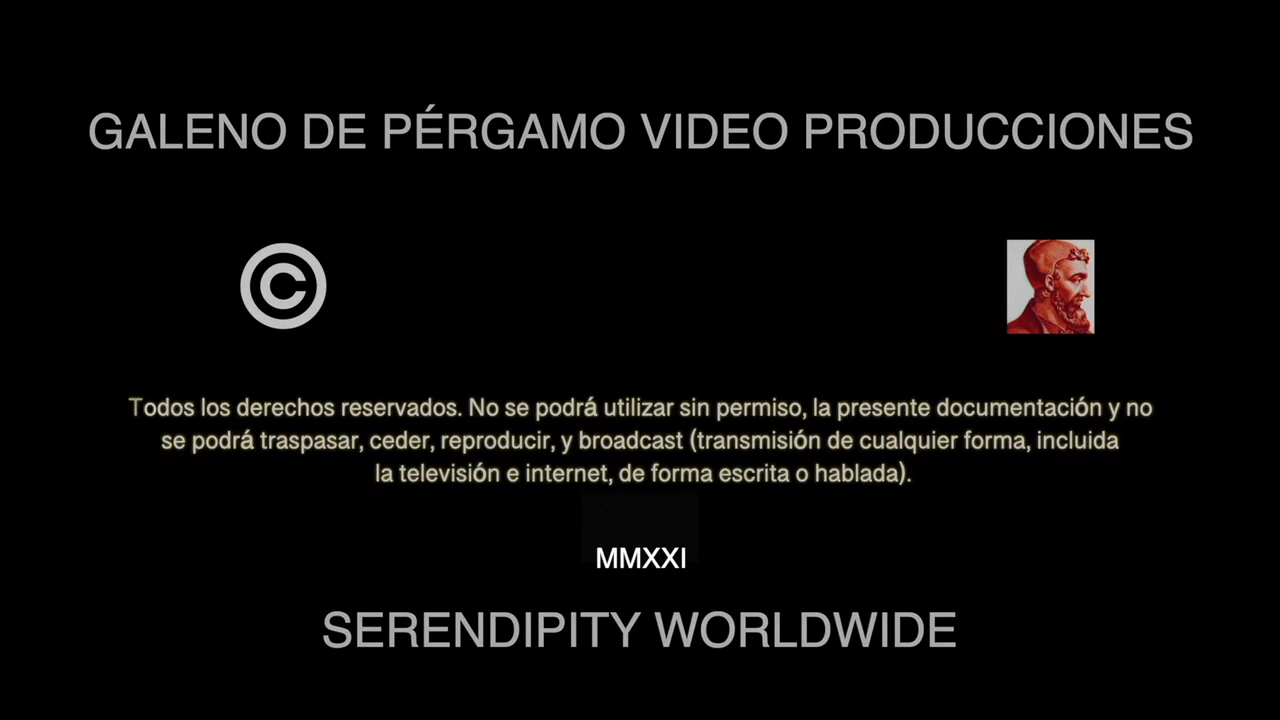 GALENO DE PÉRGAMO VIDEO PRODUCCIONES
©
Todos los derechos reservados. No se podrá utilizar sin permiso, la presente documentación y no
se podrá traspasar, ceder, reproducir, y broadcast (transmisión de cualquier forma, incluida
la televisión e internet, de forma escrita o hablada).
MMXXI
SERENDIPITY WORLDWIDE